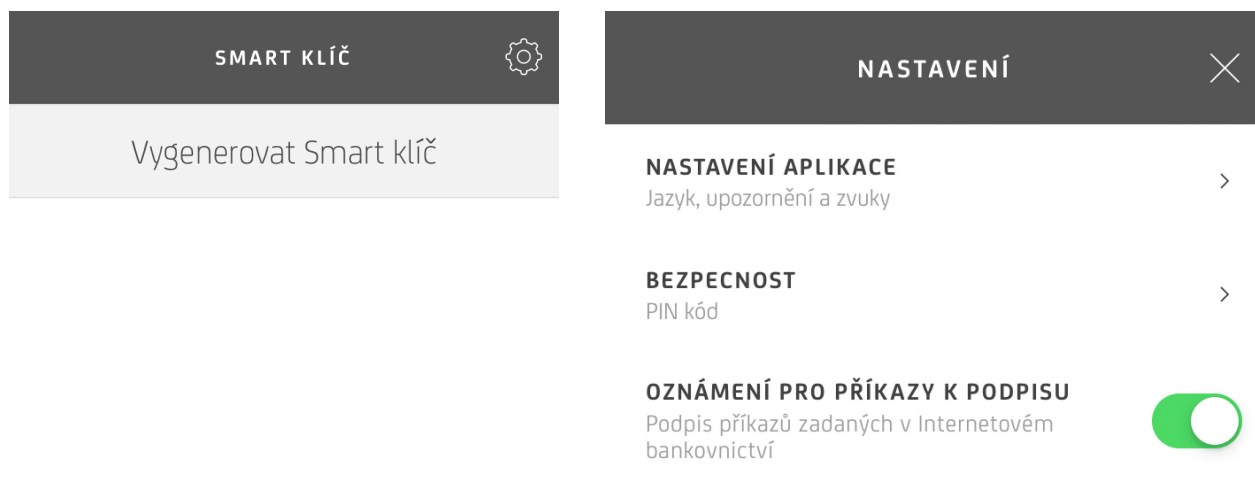 SMART KLÍČ
Vygenerovat Smart klíč
NASTAVENÍ
NASTAVENÍ APLIKACE
Jazyk, upozornění a zvuky
BEZPECNOST
PIN kód
OZNÁMENÍ PRO PŘÍKAZY K PODPISU
Podpis příkazů zadaných v Internetovém
bankovnictví